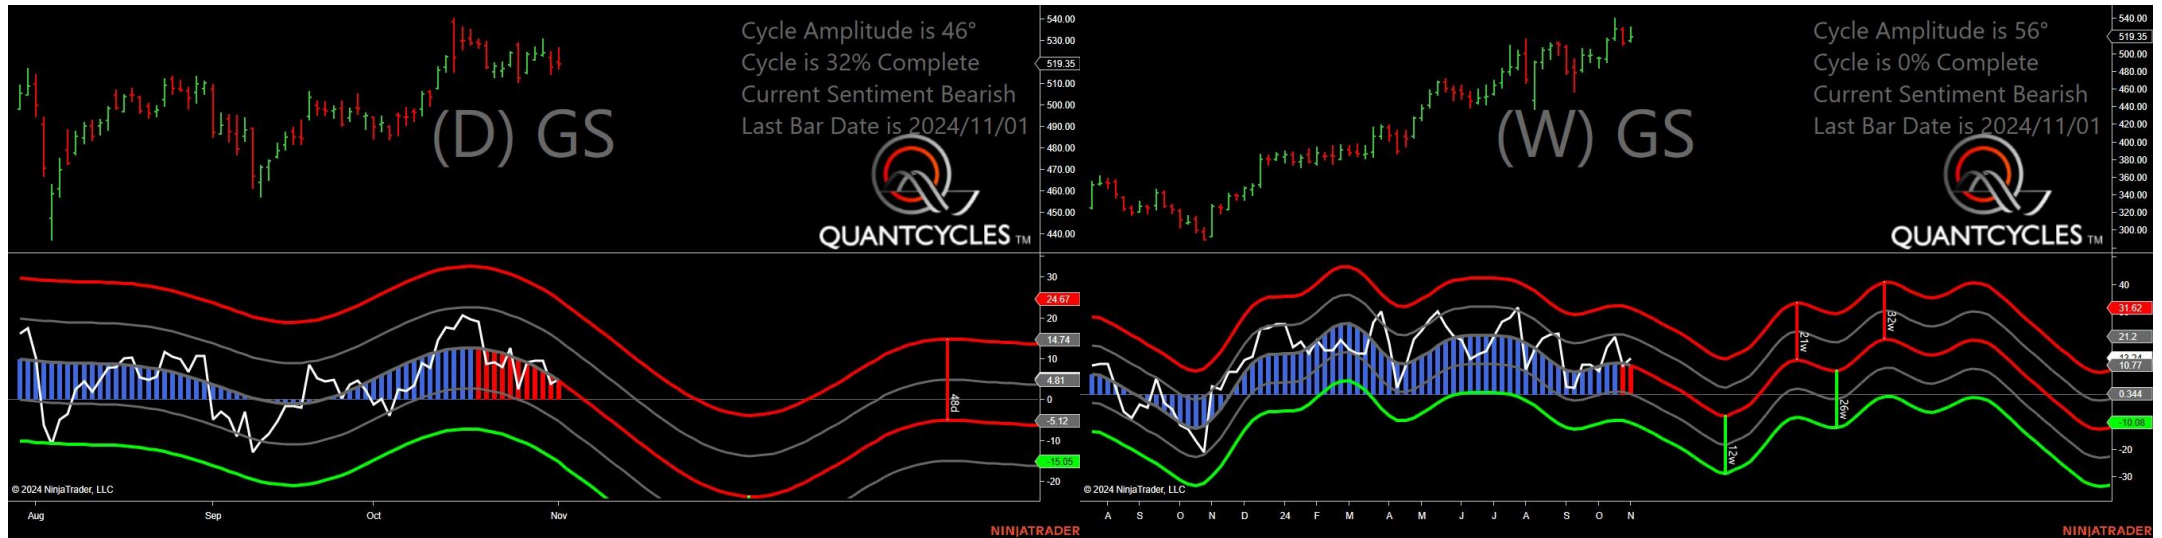 Cycle Amplitude is 46°
Cycle is 32% Complete
Current Sentiment Bearish
Last Bar Date is 2024/11/01
(D) GS
QUANTCYCLES TM
540.00
530.00
519.35
510.00
500.00
490.00
480.00
470.00
460.00
450.00
440.00
30
24.67
20
14.74
10
4.81
0
-5.12
-10
-15.05
-20
48d
© 2024 NinjaTrader, LLC
Aug Sep Oct Nov
NINJATRADER
Cycle Amplitude is 56°
Cycle is 0% Complete
Current Sentiment Bearish
Last Bar Date is 2024/11/01
(W) GS
QUANTCYCLES TM
540.00
519.35
500.00
480.00
460.00
440.00
420.00
400.00
380.00
360.00
340.00
320.00
300.00
40
31.62
21.2
10.77
0.344
-10.08
-20
-30
21w
32w
26w
12w
© 2024 NinjaTrader, LLC
A S O N D 24 F M A M J J A S O N
NINJATRADER